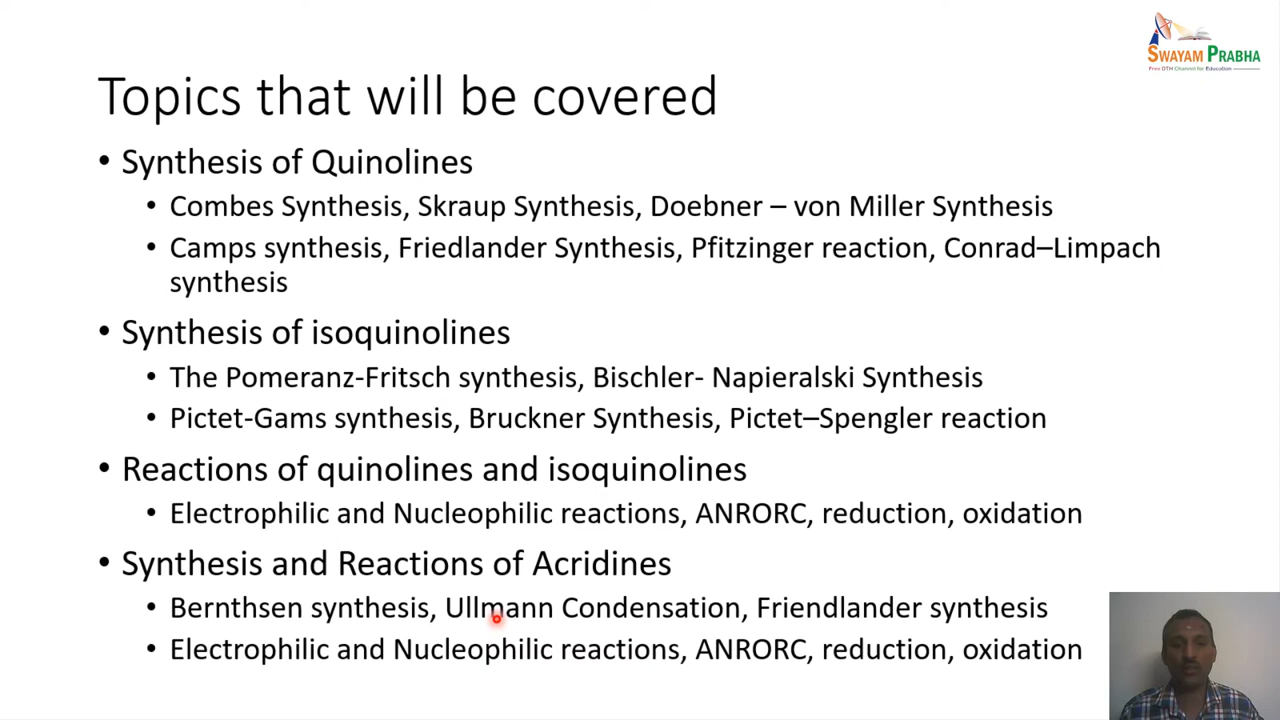 SWAYAM PRABHA
Free DTH Channel for Education
Topics that will be covered
• Synthesis of Quinolines
• Combes Synthesis, Skraup Synthesis, Doebner – von Miller Synthesis
• Camps synthesis, Friedlander Synthesis, Pfitzinger reaction, Conrad–Limpach
synthesis
• Synthesis of isoquinolines
• The Pomeranz-Fritsch synthesis, Bischler- Napieralski Synthesis
• Pictet-Gams synthesis, Bruckner Synthesis, Pictet–Spengler reaction
• Reactions of quinolines and isoquinolines
• Electrophilic and Nucleophilic reactions, ANRORC, reduction, oxidation
• Synthesis and Reactions of Acridines
• Bernthsen synthesis, Ullmann Condensation, Friendlander synthesis
• Electrophilic and Nucleophilic reactions, ANRORC, reduction, oxidation